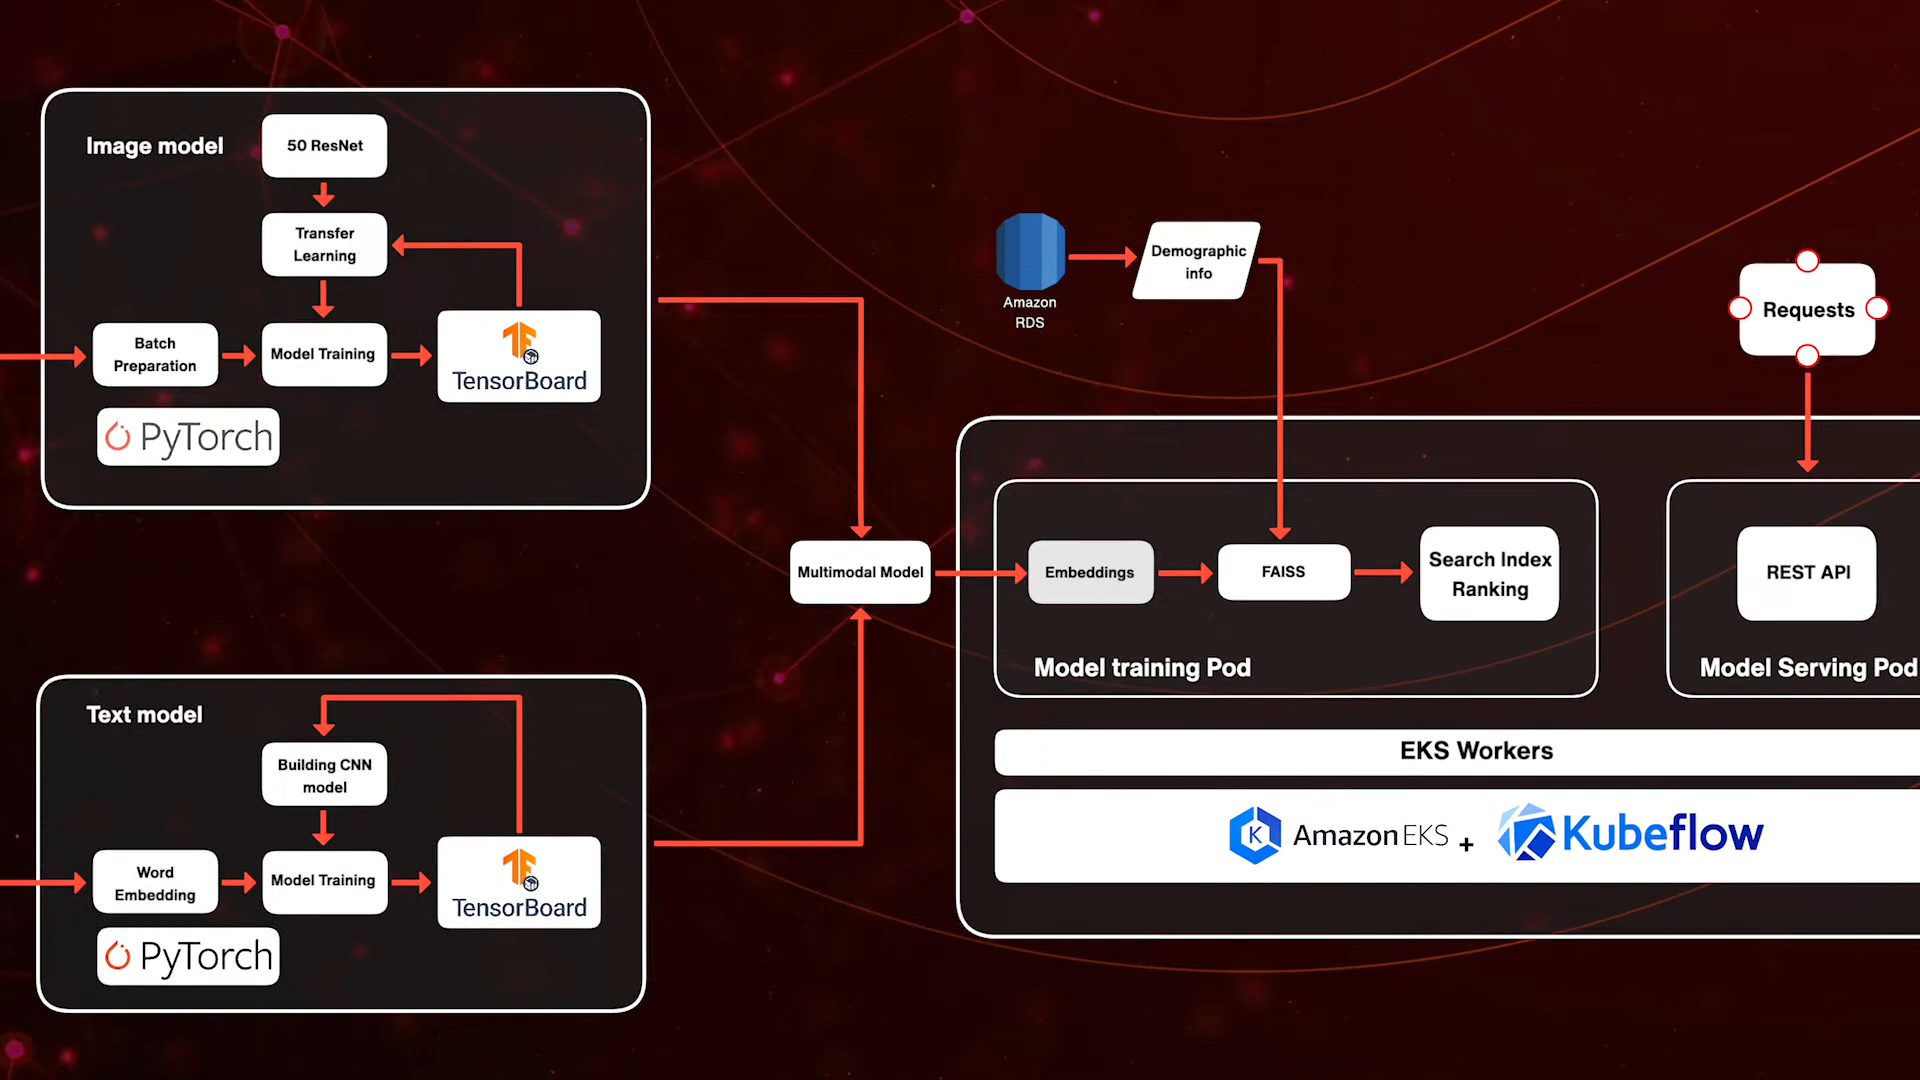 Image model
50 ResNet
Transfer
Learning
Batch
Preparation
Model Training
TensorBoard
PyTorch
Text model
Building CNN
model
Word
Embedding
Model Training
TensorBoard
PyTorch
Multimodal Model
Amazon
RDS
Demographic
info
Requests
Embeddings
FAISS
Search Index
Ranking
Model training Pod
REST API
Model Serving Pod
EKS Workers
K
Amazon EKS + Kubeflow